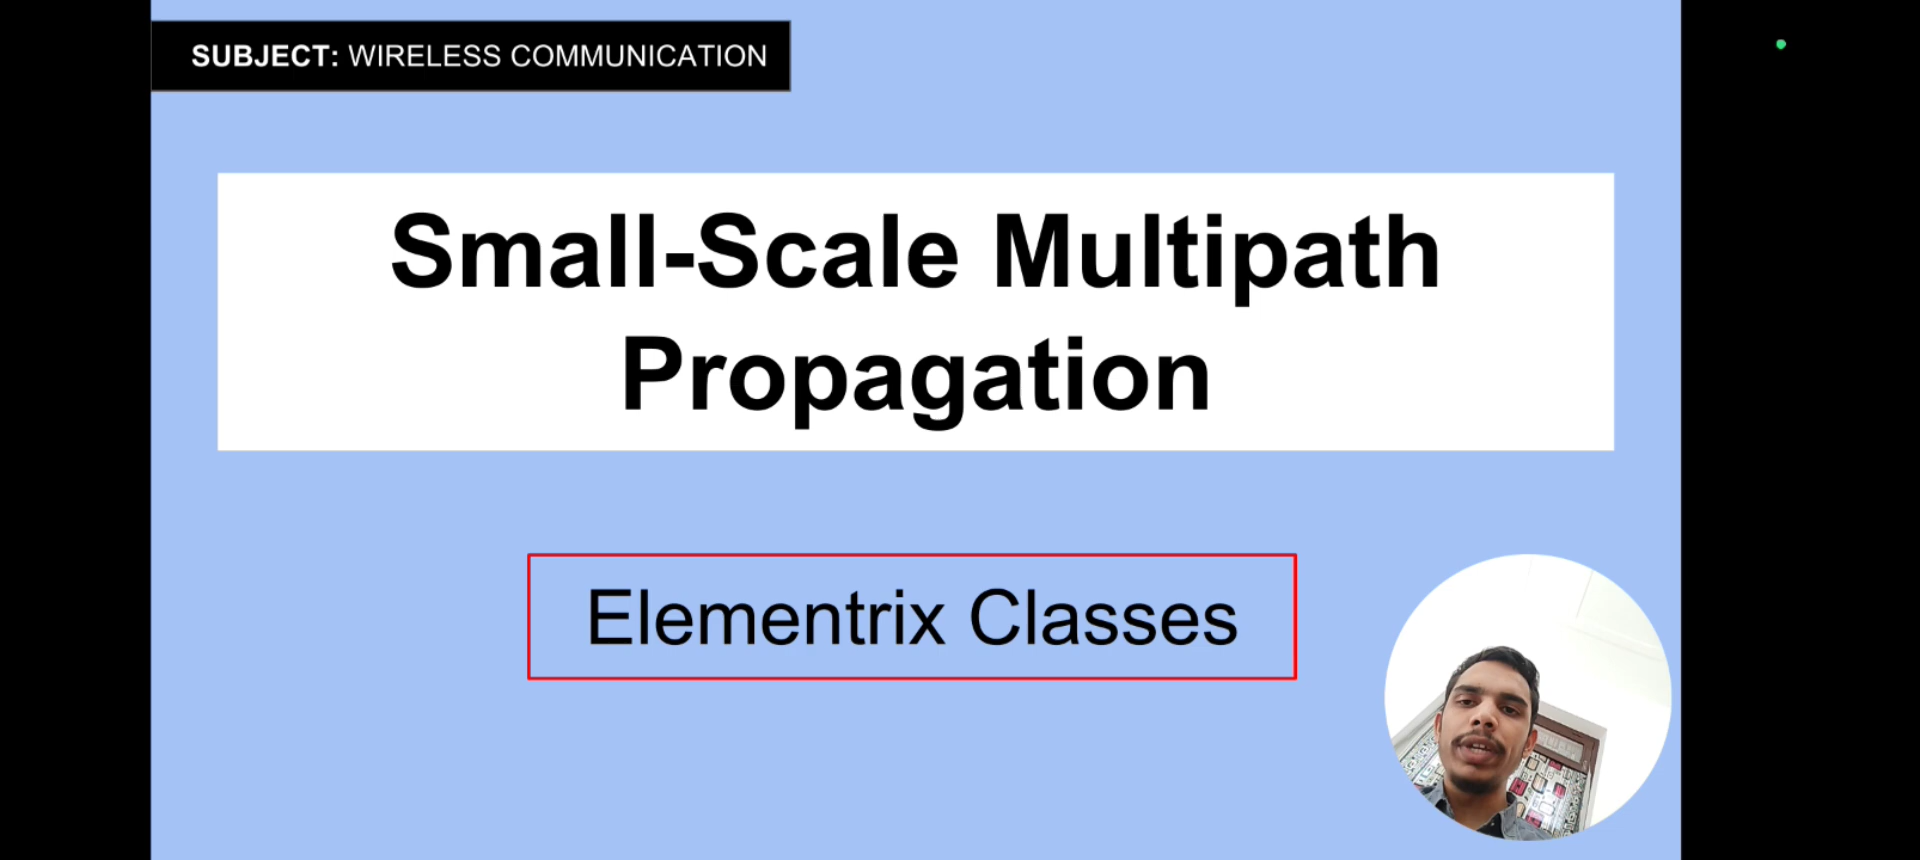 SUBJECT: WIRELESS COMMUNICATION
Small-Scale Multipath
Propagation
Elementrix Classes